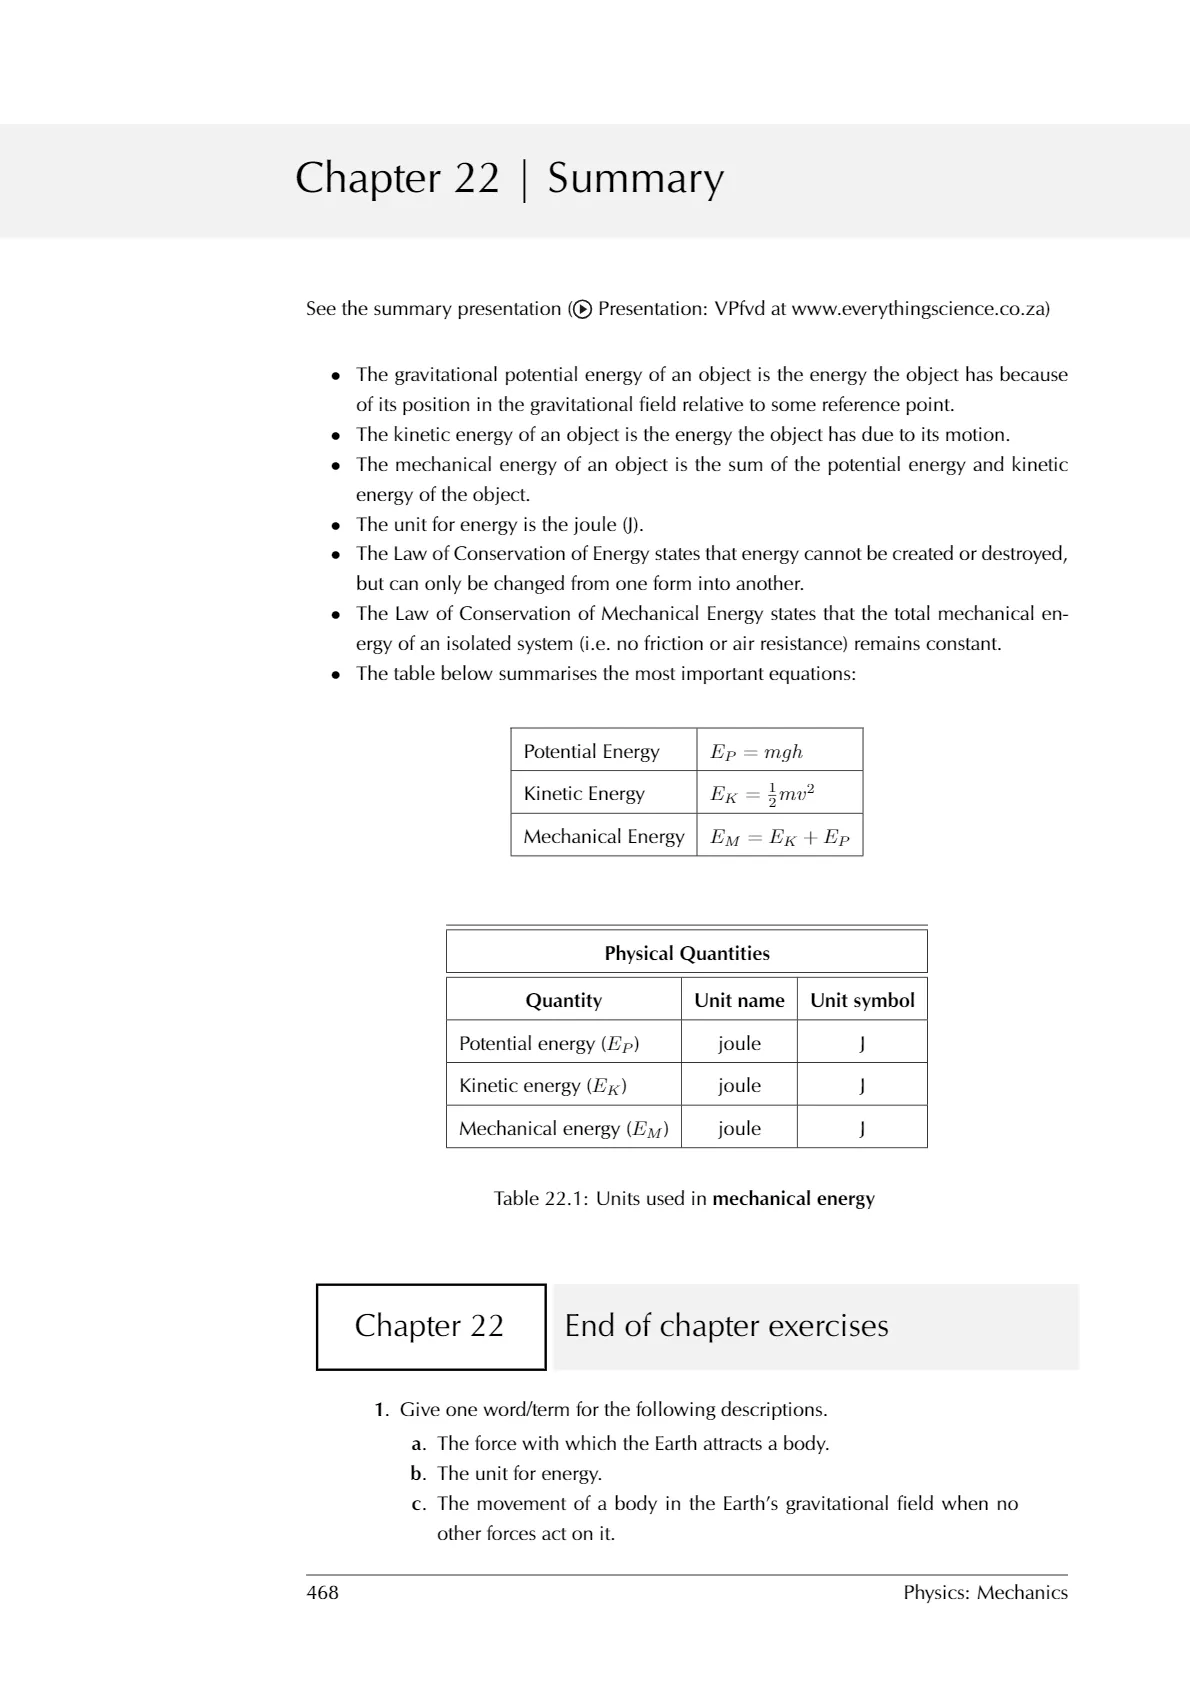 Chapter 22 | Summary
See the summary presentation (▶ Presentation: VPfvd at www.everythingscience.co.za)
• The gravitational potential energy of an object is the energy the object has because
of its position in the gravitational field relative to some reference point.
• The kinetic energy of an object is the energy the object has due to its motion.
• The mechanical energy of an object is the sum of the potential energy and kinetic
energy of the object.
• The unit for energy is the joule (J).
• The Law of Conservation of Energy states that energy cannot be created or destroyed,
but can only be changed from one form into another.
• The Law of Conservation of Mechanical Energy states that the total mechanical en-
ergy of an isolated system (i.e. no friction or air resistance) remains constant.
• The table below summarises the most important equations:
Potential Energy E_P = mgh
Kinetic Energy E_K = ½mv²
Mechanical Energy E_M = E_K + E_P
Physical Quantities
Quantity Unit name Unit symbol
Potential energy (E_P) joule J
Kinetic energy (E_K) joule J
Mechanical energy (E_M) joule J
Table 22.1: Units used in mechanical energy
Chapter 22 End of chapter exercises
1. Give one word/term for the following descriptions.
a. The force with which the Earth attracts a body.
b. The unit for energy.
c. The movement of a body in the Earth's gravitational field when no
other forces act on it.
468 Physics: Mechanics